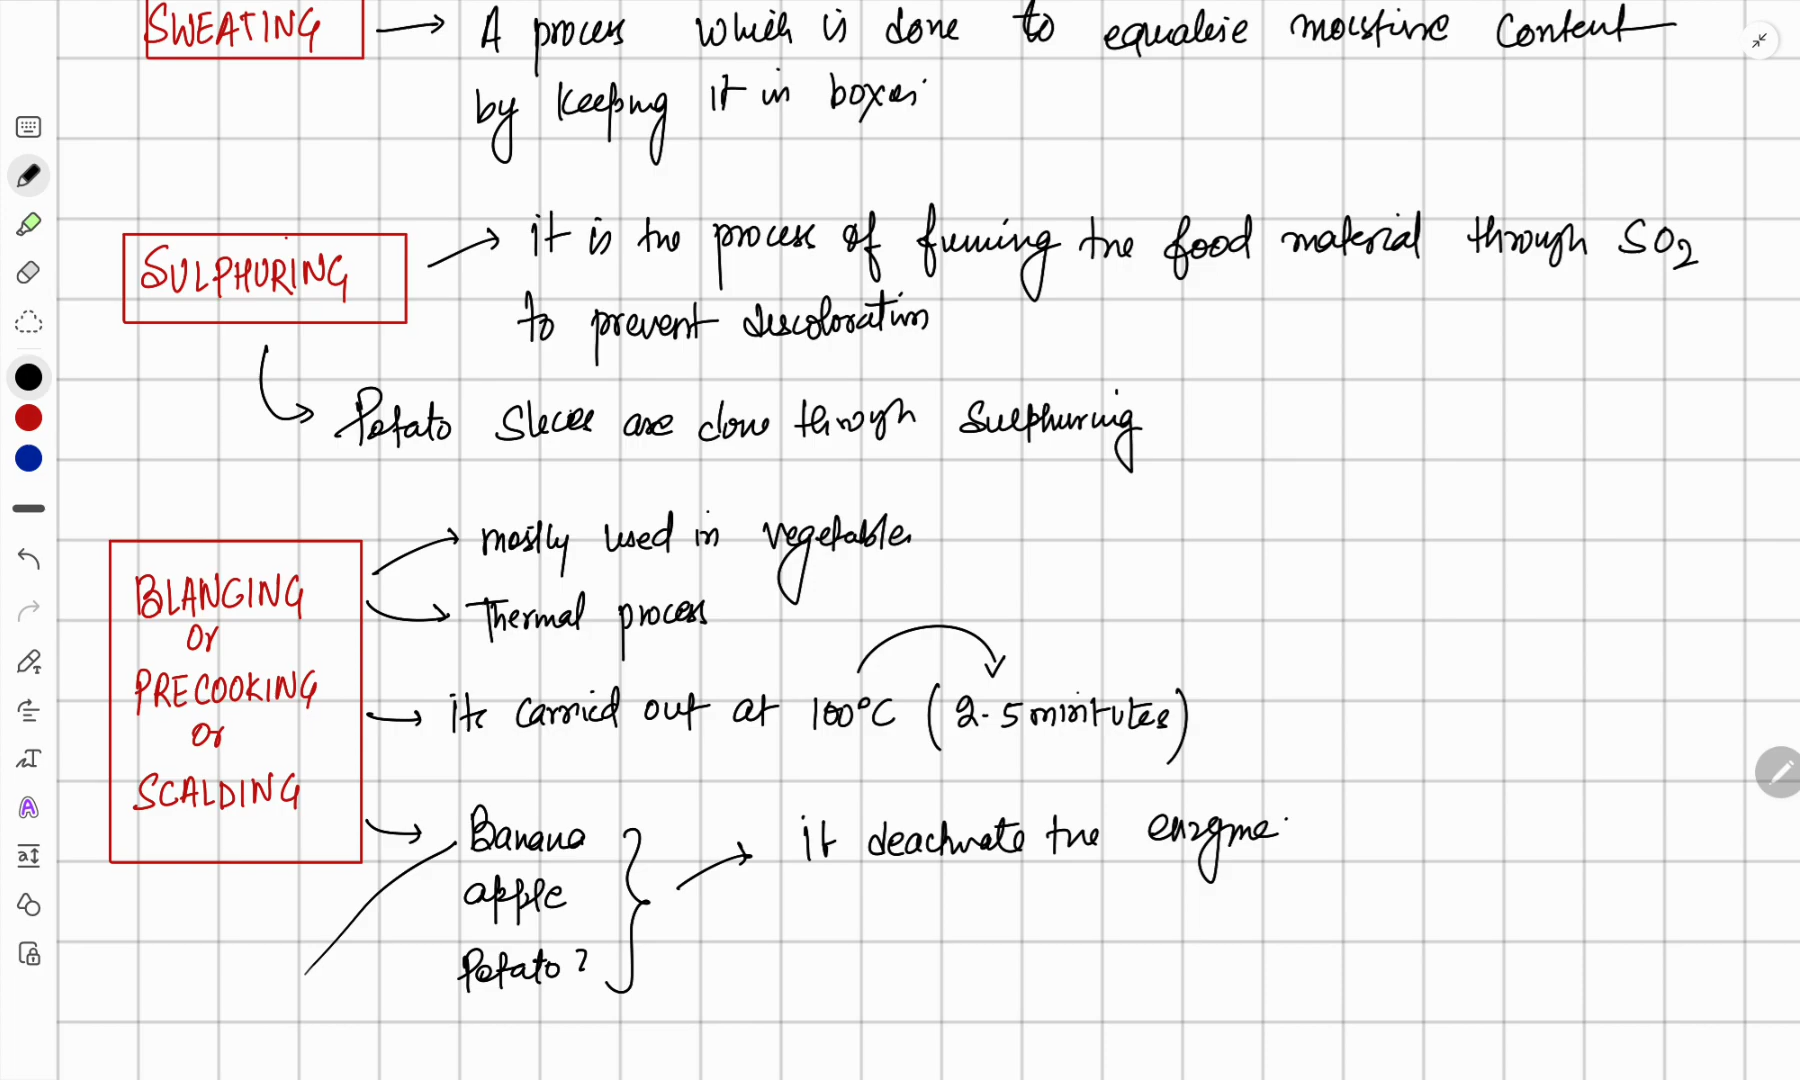 SWEATING → A process which is done to equalise moisture content
by keeping it in boxes.
SULPHURING → it is the process of fuming the food material through SO2
to prevent discoloration
→ Potato Slices are done through Sulphuring
BLANCING
or
PRECOOKING
or
SCALDING
→ mostly used in vegetables
→ Thermal process
→ its carried out at 100°C (2-5 minitutes)
→ Banana
apple
Potato?
→ it deactivate the enzyme.